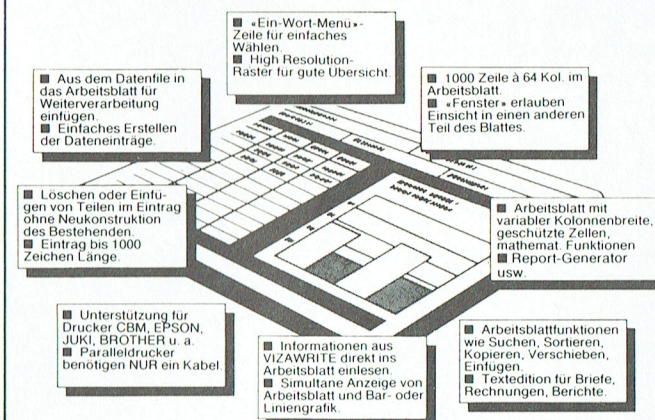 ■ «Ein-Wort-Menü»-
Zeile für einfaches
Wählen.
■ High Resolution-
Raster für gute Übersicht.
■ Aus dem Datenfile in
das Arbeitsblatt für
Weiterverarbeitung
einfügen.
■ Einfaches Erstellen
der Dateneinträge.
■ 1000 Zeile à 64 Kol. im
Arbeitsblatt.
■ «Fenster» erlauben
Einsicht in einen anderen
Teil des Blattes.
■ Löschen oder Einfü-
gen von Teilen im Eintrag
ohne Neukonstruktion
des Bestehenden.
■ Eintrag bis 1000
Zeichen Länge.
■ Arbeitsblatt mit
variabler Kolonnenbreite,
geschützte Zellen,
mathemat. Funktionen
■ Report-Generator
usw.
■ Unterstützung für
Drucker CBM, EPSON,
JUKI, BROTHER u. a.
■ Paralleldrucker
benötigen NUR ein Kabel.
■ Informationen aus
VIZAWRITE direkt ins
Arbeitsblatt einlesen.
■ Simultane Anzeige von
Arbeitsblatt und Bar- oder
Liniengrafik.
■ Arbeitsblattfunktionen
wie Suchen, Sortieren,
Kopieren, Verschieben,
Einfügen.
■ Textedition für Briefe,
Rechnungen, Berichte.